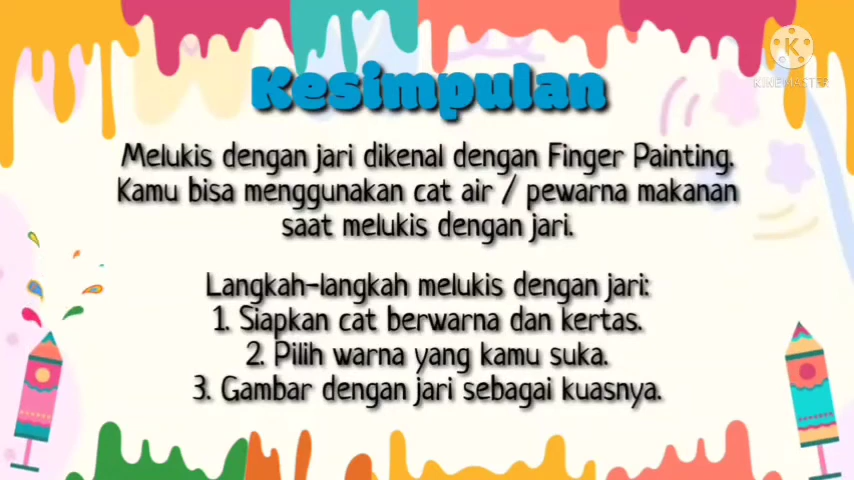 Kesimpulan
KINEMASTER
Melukis dengan jari dikenal dengan Finger Painting.
Kamu bisa menggunakan cat air / pewarna makanan
saat melukis dengan jari.
Langkah-langkah melukis dengan jari:
1. Siapkan cat berwarna dan kertas.
2. Pilih warna yang kamu suka.
3. Gambar dengan jari sebagai kuasnya.